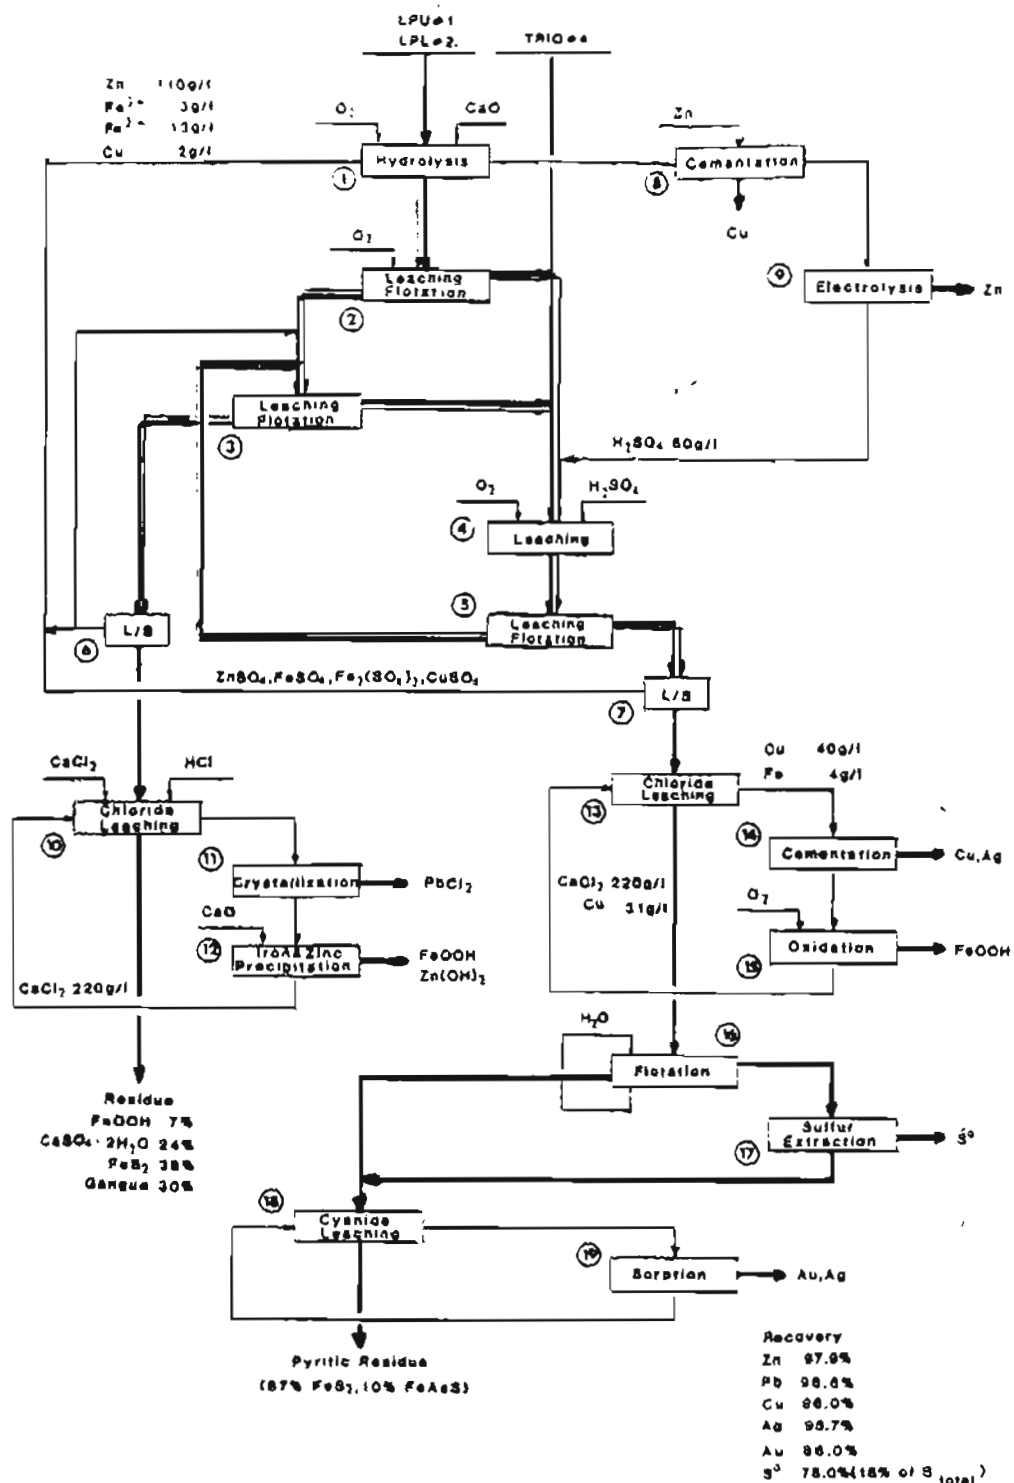 LPU#1
LPL#2.
TRIO#4
Zn 110g/l
Fe³⁺ 3g/l
Fe²⁺ 13g/l
Cu 2g/l
O₂
CaO
Zn
Hydrolysis
1
Cementation
8
Cu
O₂
Leaching
Flotation
2
9
Electrolysis
Zn
Leaching
Flotation
3
H₂SO₄ 60g/l
O₂
H₂SO₄
4
Leaching
5
Leaching
Flotation
L/S
6
ZnSO₄,FeSO₄,Fe₂(SO₄)₃,CuSO₄
L/S
7
CaCl₂
HCl
Chloride
Leaching
10
Cu 40g/l
Fe 4g/l
Chloride
Leaching
13
14
Cementation
Cu,Ag
11
Crystallization
PbCl₂
CaCl₂ 220g/l
Cu 31g/l
O₂
CaO
12
Iron&Zinc
Precipitation
FeOOH
Zn(OH)₂
CaCl₂ 220g/l
Oxidation
15
FeOOH
H₂O
16
Flotation
Sulfur
Extraction
17
S°
Residue
FeOOH 7%
CaSO₄·2H₂O 24%
FeS₂ 38%
Gangue 30%
18
Cyanide
Leaching
19
Sorption
Au,Ag
Pyritic Residue
(87% FeS₂,10% FeAsS)
Recovery
Zn 97.9%
Pb 98.6%
Cu 96.0%
Ag 95.7%
Au 86.0%
S° 78.0%(18% of S total)